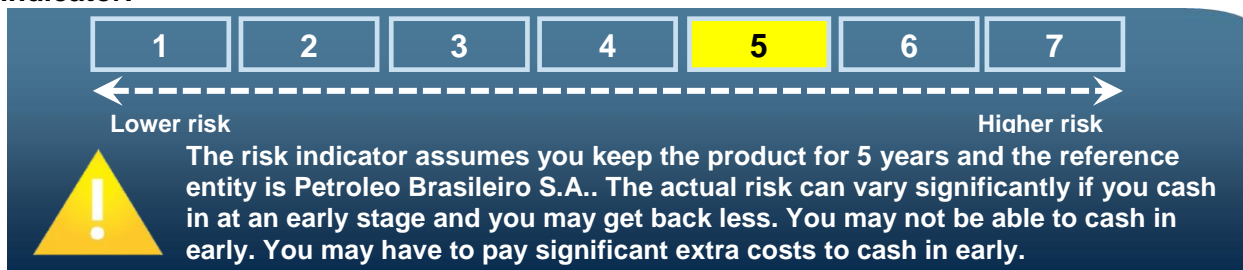 1 2 3 4 5 6 7
Lower risk Higher risk
The risk indicator assumes you keep the product for 5 years and the reference
entity is Petroleo Brasileiro S.A.. The actual risk can vary significantly if you cash
in at an early stage and you may get back less. You may not be able to cash in
early. You may have to pay significant extra costs to cash in early.